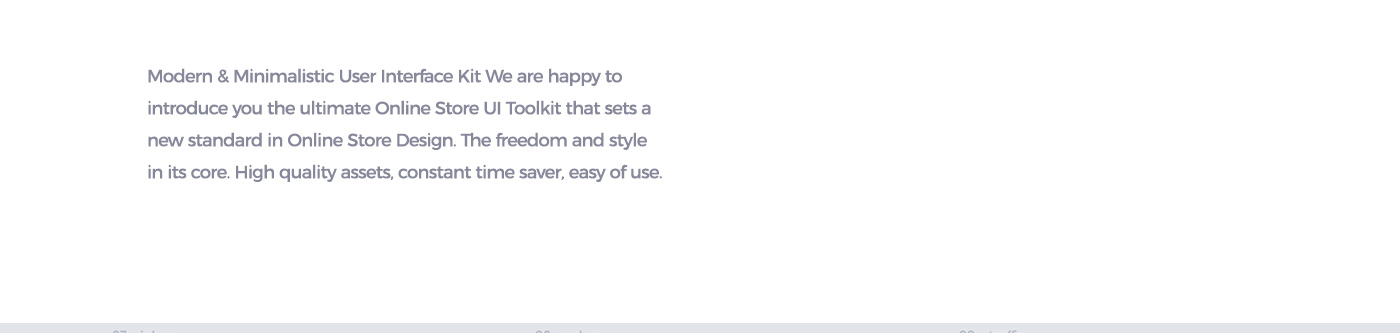 Modern & Minimalistic User Interface Kit We are happy to
introduce you the ultimate Online Store UI Toolkit that sets a
new standard in Online Store Design. The freedom and style
in its core. High quality assets, constant time saver, easy of use.